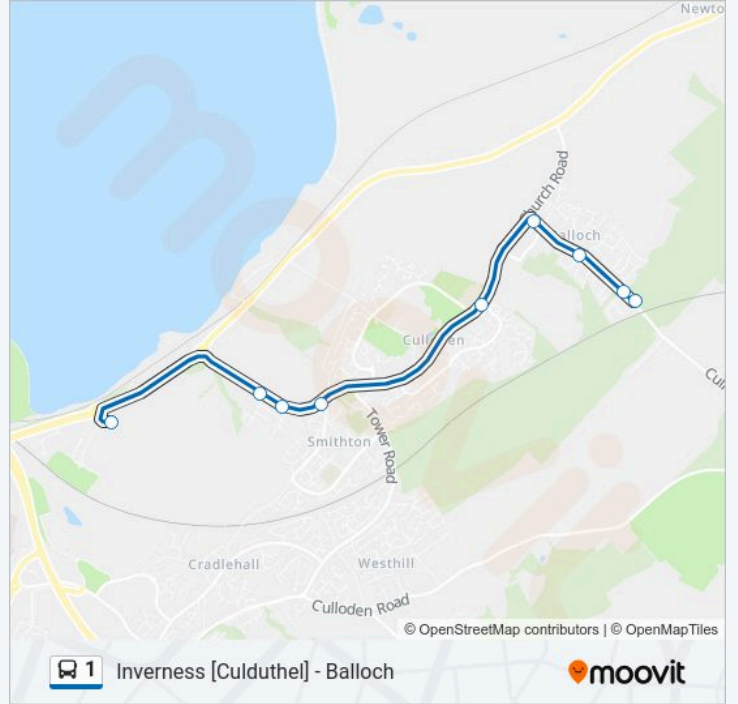 Newto
Church Road
alloch
Culloden
Cull
Tower Road
Smithton
Cradlehall
Westhill
Culloden Road
© OpenStreetMap contributors | © OpenMapTiles
1 Inverness [Culduthel] - Balloch
moovit